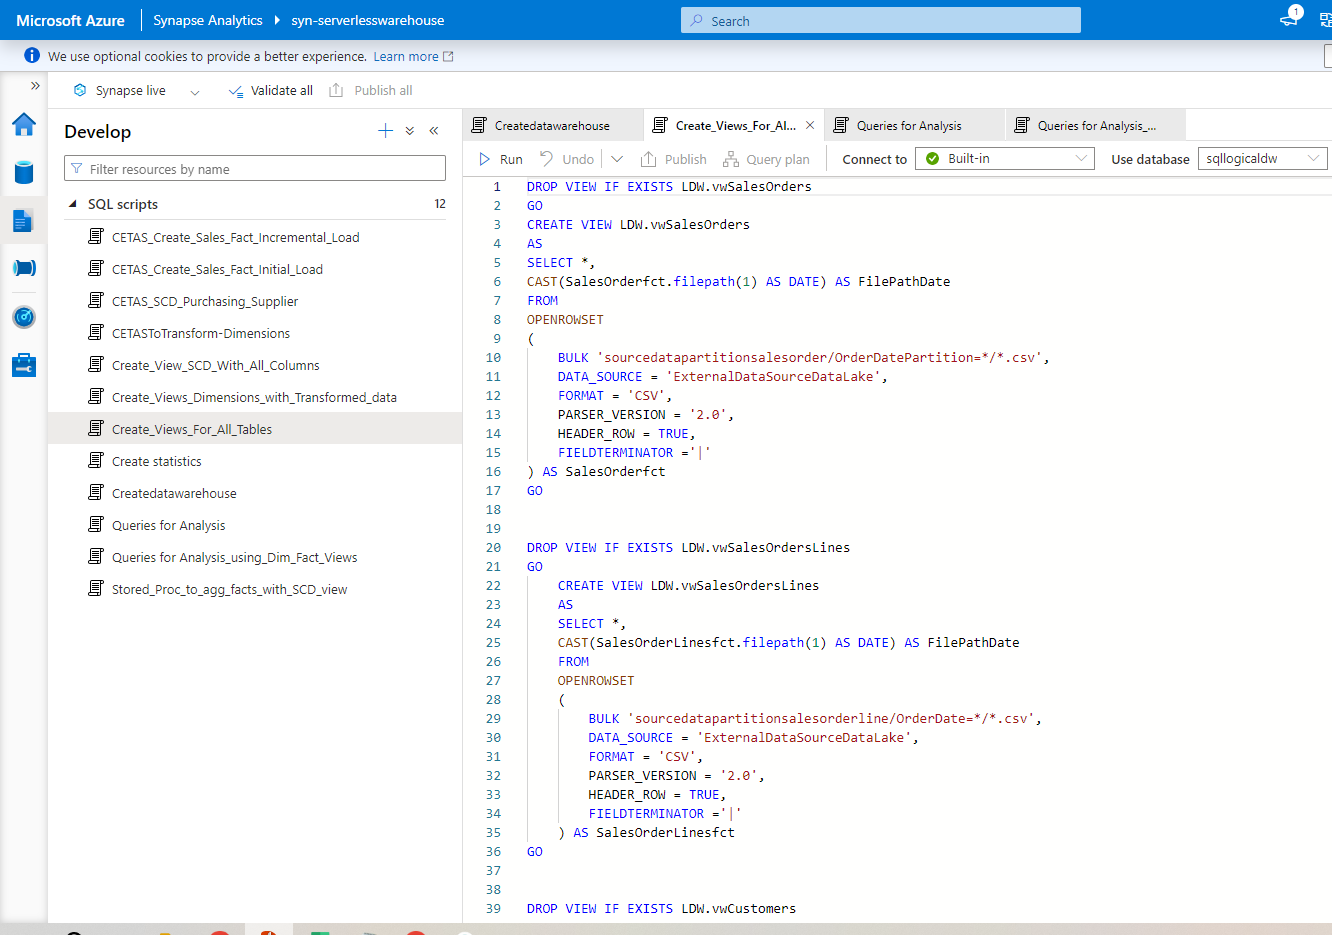 Microsoft Azure Synapse Analytics syn-serverlesswarehouse Search 1
We use optional cookies to provide a better experience. Learn more
Synapse live Validate all Publish all
Develop
Filter resources by name
SQL scripts 12
CETAS_Create_Sales_Fact_Incremental_Load
CETAS_Create_Sales_Fact_Initial_Load
CETAS_SCD_Purchasing_Supplier
CETASToTransform-Dimensions
Create_View_SCD_With_All_Columns
Create_Views_Dimensions_with_Transformed_data
Create_Views_For_All_Tables
Create statistics
Createdatawarehouse
Queries for Analysis
Queries for Analysis_using_Dim_Fact_Views
Stored_Proc_to_agg_facts_with_SCD_view
Createdatawarehouse Create_Views_For_Al... Queries for Analysis Queries for Analysis_...
Run Undo Publish Query plan Connect to Built-in Use database sqllogicaldw
1 DROP VIEW IF EXISTS LDW.vwSalesOrders
2 GO
3 CREATE VIEW LDW.vwSalesOrders
4 AS
5 SELECT *,
6 CAST(SalesOrderfct.filepath(1) AS DATE) AS FilePathDate
7 FROM
8 OPENROWSET
9 (
10 BULK 'sourcedatapartitionsalesorder/OrderDatePartition=*/*.csv',
11 DATA_SOURCE = 'ExternalDataSourceDataLake',
12 FORMAT = 'CSV',
13 PARSER_VERSION = '2.0',
14 HEADER_ROW = TRUE,
15 FIELDTERMINATOR ='|'
16 ) AS SalesOrderfct
17 GO
18
19
20 DROP VIEW IF EXISTS LDW.vwSalesOrdersLines
21 GO
22 CREATE VIEW LDW.vwSalesOrdersLines
23 AS
24 SELECT *,
25 CAST(SalesOrderLinesfct.filepath(1) AS DATE) AS FilePathDate
26 FROM
27 OPENROWSET
28 (
29 BULK 'sourcedatapartitionsalesorderline/OrderDate=*/*.csv',
30 DATA_SOURCE = 'ExternalDataSourceDataLake',
31 FORMAT = 'CSV',
32 PARSER_VERSION = '2.0',
33 HEADER_ROW = TRUE,
34 FIELDTERMINATOR ='|'
35 ) AS SalesOrderLinesfct
36 GO
37
38
39 DROP VIEW IF EXISTS LDW.vwCustomers